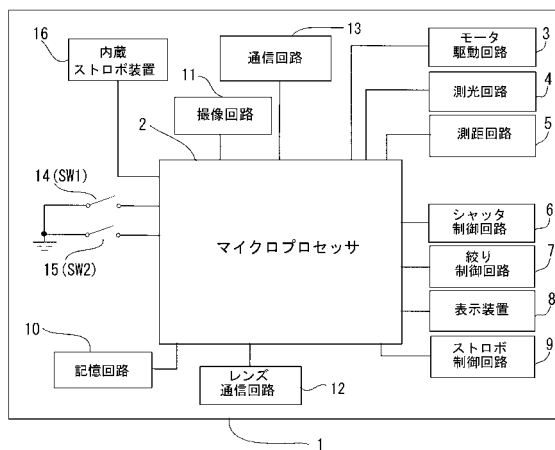 16
内蔵
ストロボ装置
13
通信回路
11
撮像回路
モータ
駆動回路
3
測光回路
4
測距回路
5
2
14(SW1)
15(SW2)
マイクロプロセッサ
シャッタ
制御回路
6
絞り
制御回路
7
表示装置
8
ストロボ
制御回路
9
10
記憶回路
レンズ
通信回路
12
1